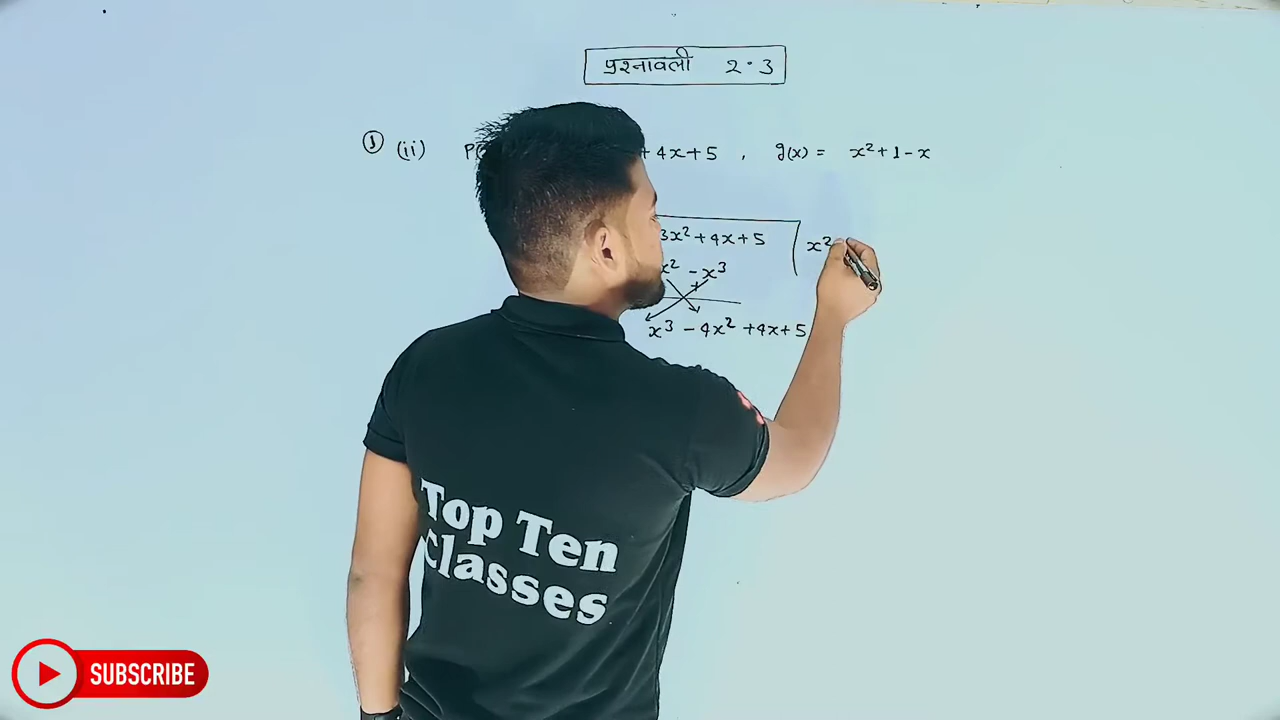 प्रश्नावली 2.3
① (ii) P( + 4x + 5 , g(x) = x² + 1 - x
3x² + 4x + 5 x²
x² - x³
+
x³ - 4x² + 4x + 5
Top Ten
Classes
SUBSCRIBE